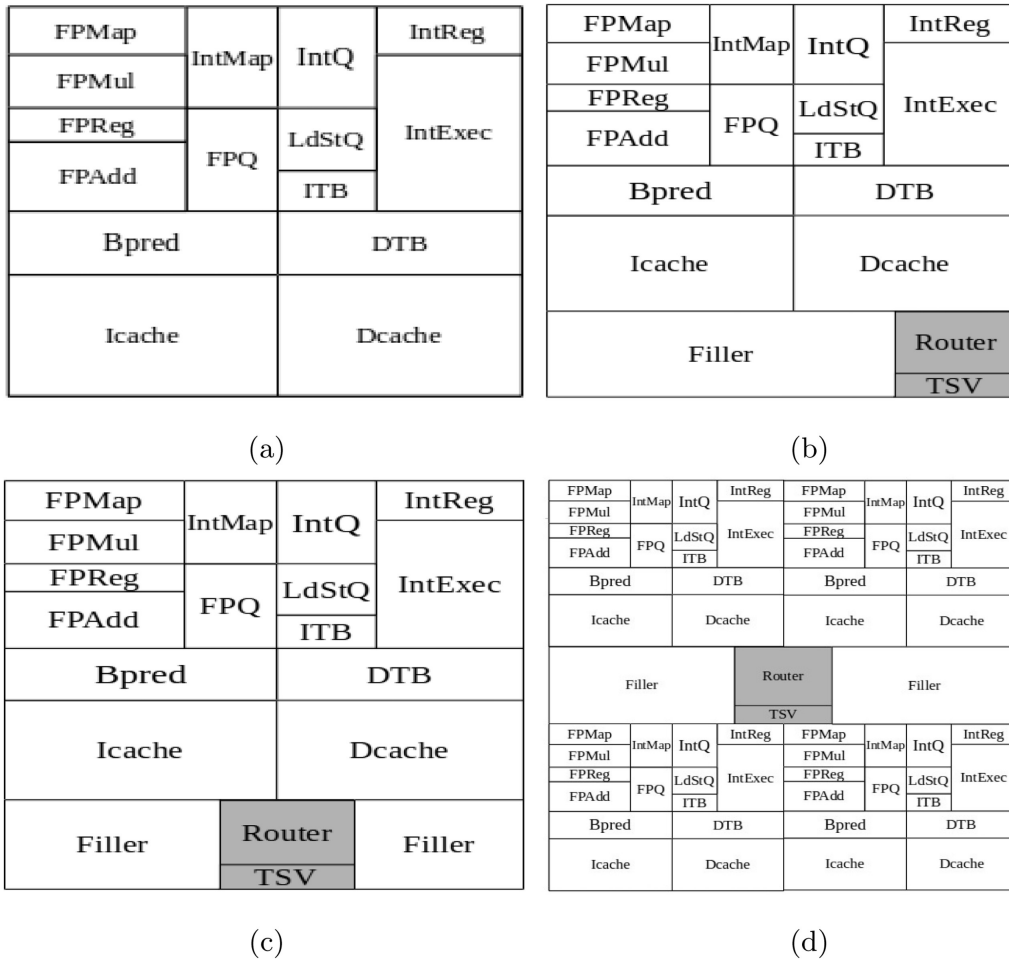 FPMap
IntMap
IntQ
IntReg
FPMul
FPReg
FPQ
LdStQ
IntExec
FPAdd
ITB
Bpred
DTB
Icache
Dcache
(a)
FPMap
IntMap
IntQ
IntReg
FPMul
FPReg
FPQ
LdStQ
IntExec
FPAdd
ITB
Bpred
DTB
Icache
Dcache
Filler
Router
TSV
(b)
FPMap
IntMap
IntQ
IntReg
FPMul
FPReg
FPQ
LdStQ
IntExec
FPAdd
ITB
Bpred
DTB
Icache
Dcache
Filler
Router
TSV
Filler
(c)
FPMap
IntMap
IntQ
IntReg
FPMap
IntMap
IntQ
IntReg
FPMul
FPMul
FPReg
FPQ
LdStQ
IntExec
FPReg
FPQ
LdStQ
IntExec
FPAdd
ITB
FPAdd
ITB
Bpred
DTB
Bpred
DTB
Icache
Dcache
Icache
Dcache
Filler
Router
TSV
Filler
FPMap
IntMap
IntQ
IntReg
FPMap
IntMap
IntQ
IntReg
FPMul
FPMul
FPReg
FPQ
LdStQ
IntExec
FPReg
FPQ
LdStQ
IntExec
FPAdd
ITB
FPAdd
ITB
Bpred
DTB
Bpred
DTB
Icache
Dcache
Icache
Dcache
(d)